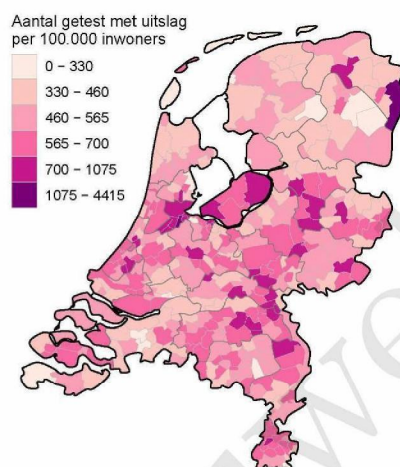 Aantal getest met uitslag
per 100.000 inwoners
0 – 330
330 – 460
460 – 565
565 – 700
700 – 1075
1075 – 4415